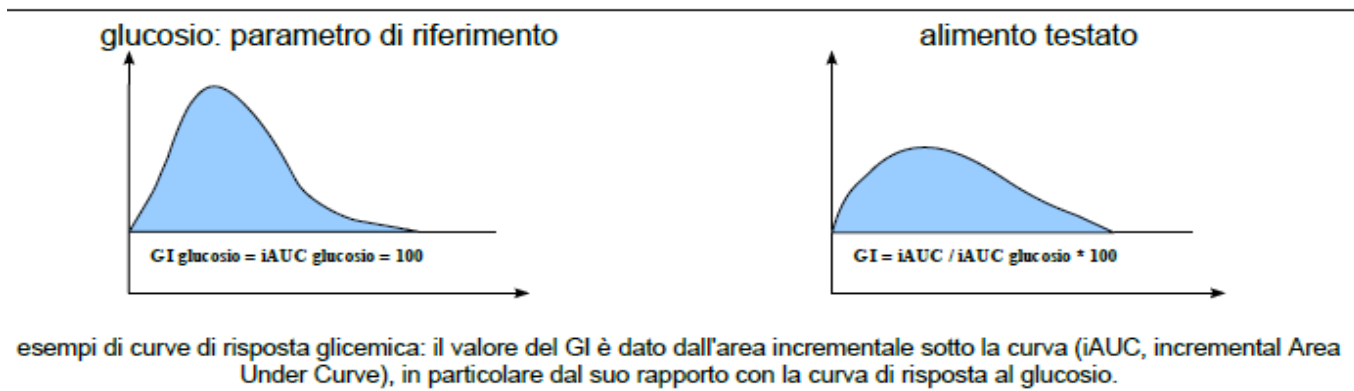 glucosio: parametro di riferimento
alimento testato
GI glucosio = iAUC glucosio = 100
GI = iAUC / iAUC glucosio * 100
esempi di curve di risposta glicemica: il valore del GI è dato dall'area incrementale sotto la curva (iAUC, incremental Area
Under Curve), in particolare dal suo rapporto con la curva di risposta al glucosio.